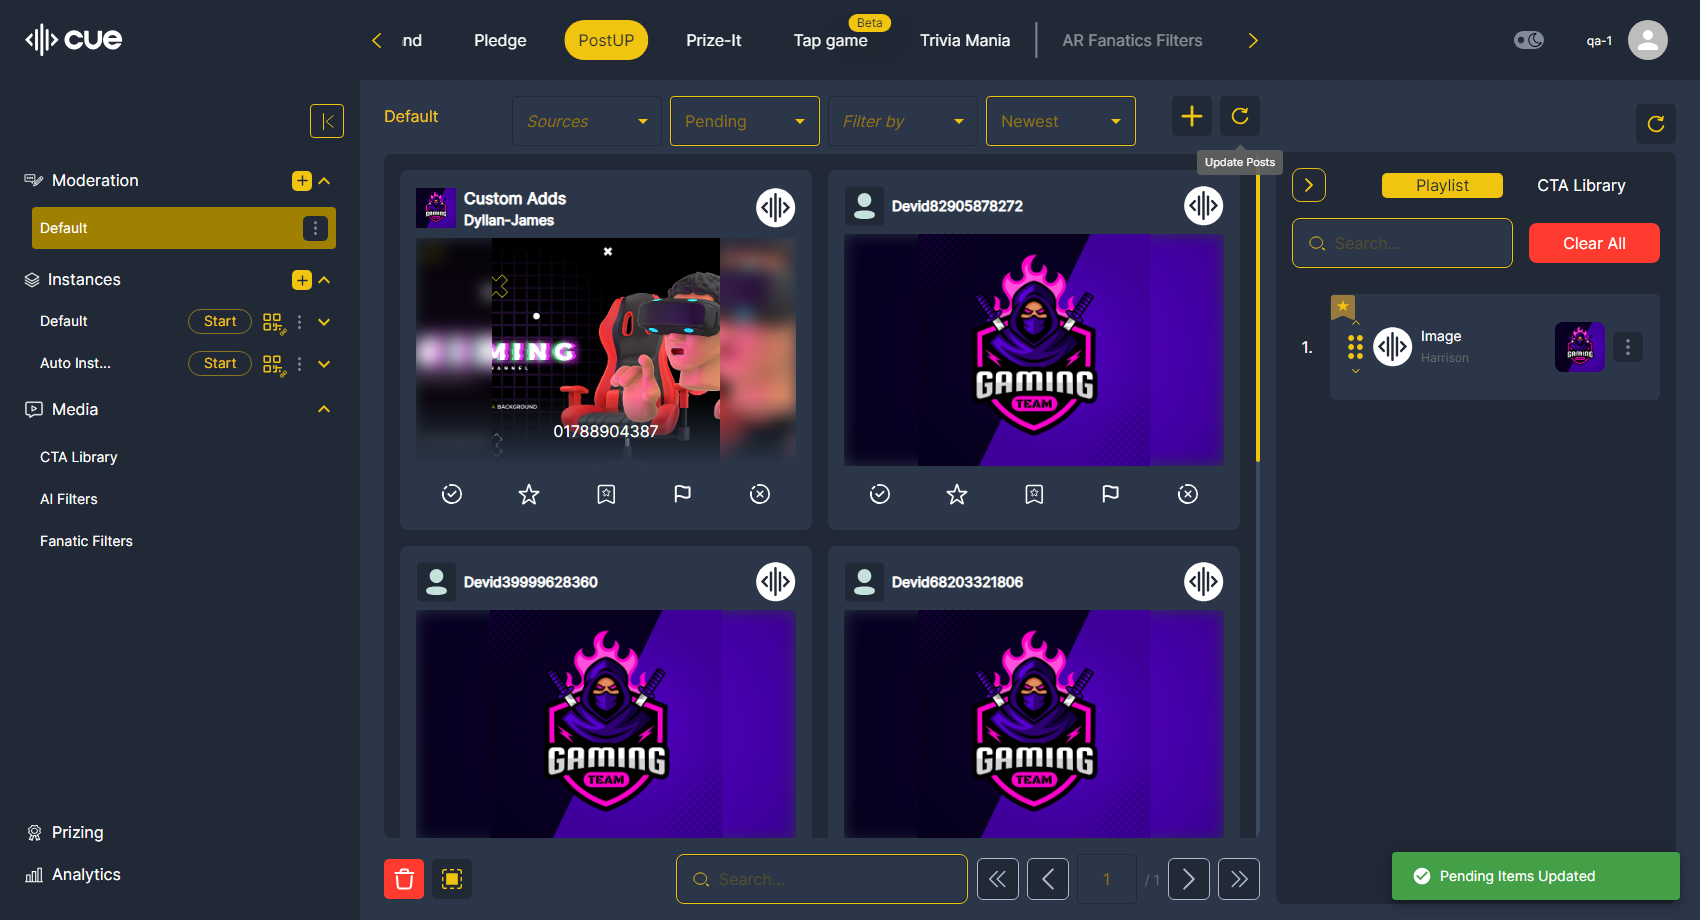 cue
nd
Pledge
PostUP
Prize-It
Tap game
Beta
Trivia Mania
AR Fanatics Filters
qa-1
Default
Sources
Pending
Filter by
Newest
Update Posts
Moderation
Default
Instances
Default
Start
Auto Inst...
Start
Media
CTA Library
AI Filters
Fanatic Filters
Prizing
Analytics
Custom Adds
Dyllan-James
MING
BACKGROUND
01788904387
Devid82905878272
GAMING
TEAM
Devid39999628360
GAMING
TEAM
Devid68203321806
GAMING
TEAM
Search...
1
/ 1
Playlist
CTA Library
Search...
Clear All
1.
Image
Harrison
GAMING
Pending Items Updated